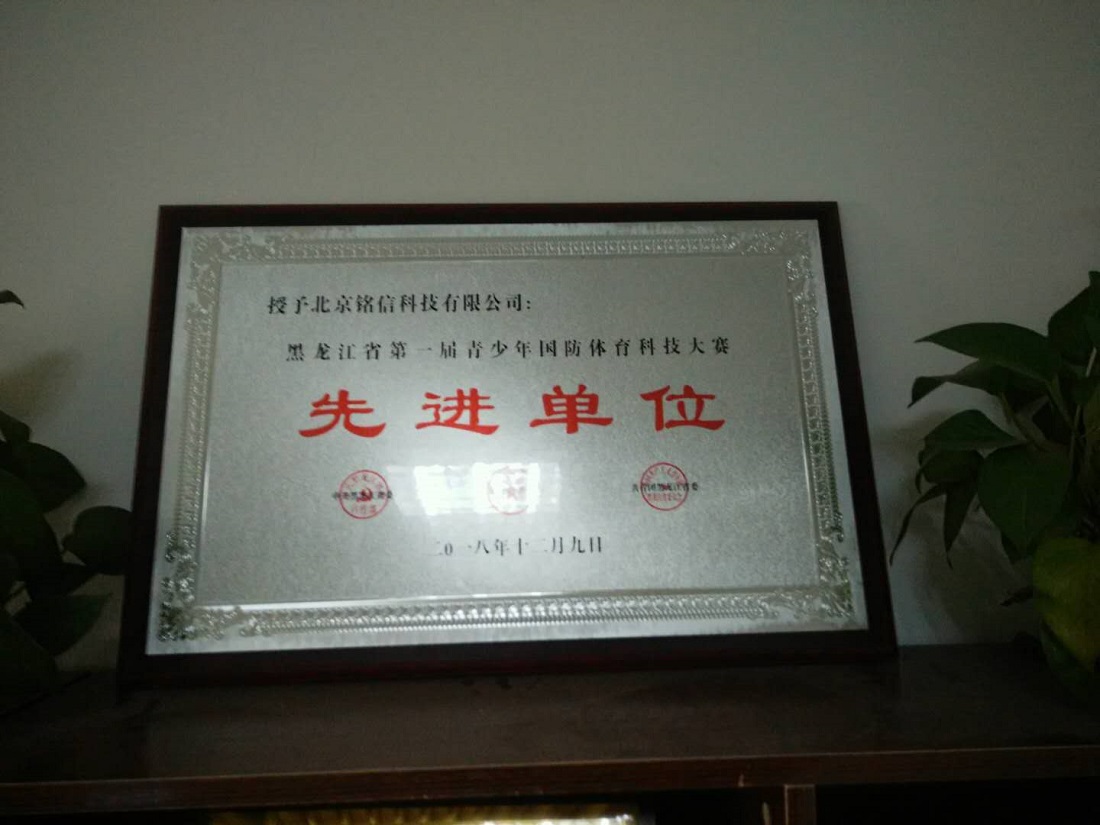 授予北京铭信科技有限公司:
黑龙江省第一届青少年国防体育科技大赛
先进单位
二0一八年十二月九日